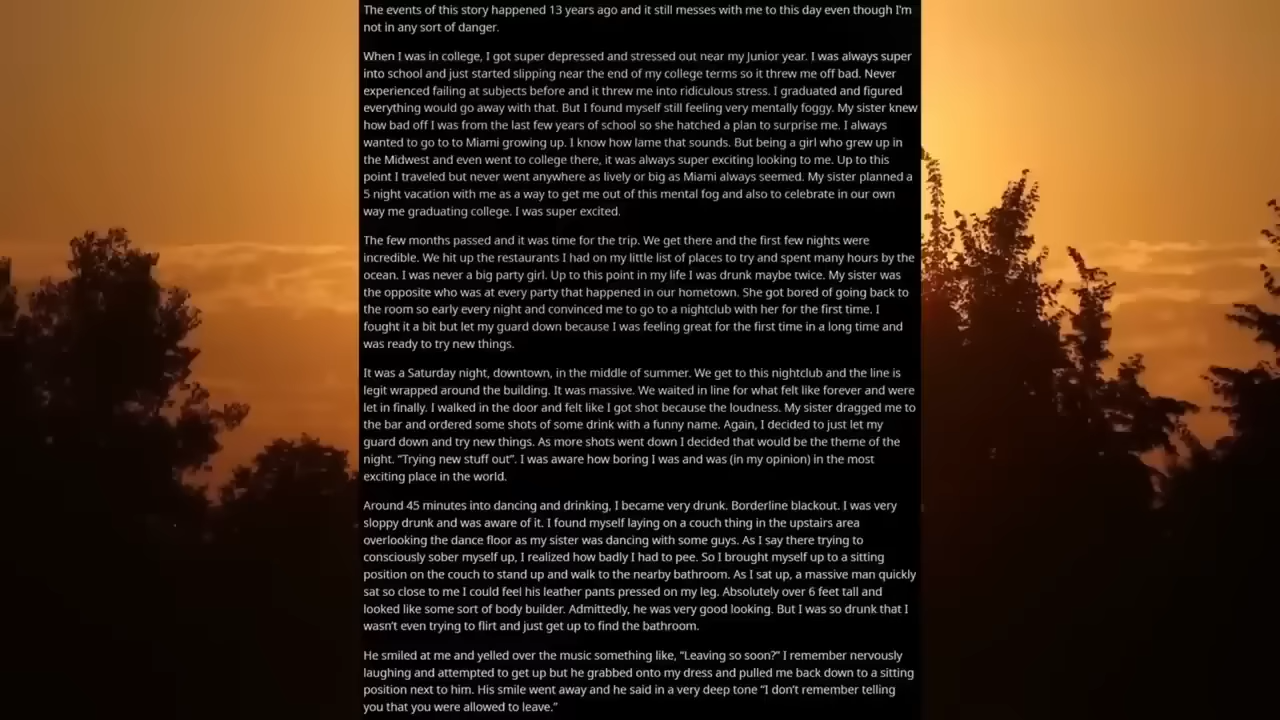 The events of this story happened 13 years ago and it still messes with me to this day even though I'm
not in any sort of danger.
When I was in college, I got super depressed and stressed out near my Junior year. I was always super
into school and just started slipping near the end of my college terms so it threw me off bad. Never
experienced failing at subjects before and it threw me into ridiculous stress. I graduated and figured
everything would go away with that. But I found myself still feeling very mentally foggy. My sister knew
how bad off I was from the last few years of school so she hatched a plan to surprise me. I always
wanted to go to to Miami growing up. I know how lame that sounds. But being a girl who grew up in
the Midwest and even went to college there, it was always super exciting looking to me. Up to this
point I traveled but never went anywhere as lively or big as Miami always seemed. My sister planned a
5 night vacation with me as a way to get me out of this mental fog and also to celebrate in our own
way me graduating college. I was super excited.
The few months passed and it was time for the trip. We get there and the first few nights were
incredible. We hit up the restaurants I had on my little list of places to try and spent many hours by the
ocean. I was never a big party girl. Up to this point in my life I was drunk maybe twice. My sister was
the opposite who was at every party that happened in our hometown. She got bored of going back to
the room so early every night and convinced me to go to a nightclub with her for the first time. I
fought it a bit but let my guard down because I was feeling great for the first time in a long time and
was ready to try new things.
It was a Saturday night, downtown, in the middle of summer. We get to this nightclub and the line is
legit wrapped around the building. It was massive. We waited in line for what felt like forever and were
let in finally. I walked in the door and felt like I got shot because the loudness. My sister dragged me to
the bar and ordered some shots of some drink with a funny name. Again, I decided to just let my
guard down and try new things. As more shots went down I decided that would be the theme of the
night. “Trying new stuff out”. I was aware how boring I was and was (in my opinion) in the most
exciting place in the world.
Around 45 minutes into dancing and drinking, I became very drunk. Borderline blackout. I was very
sloppy drunk and was aware of it. I found myself laying on a couch thing in the upstairs area
overlooking the dance floor as my sister was dancing with some guys. As I say there trying to
consciously sober myself up, I realized how badly I had to pee. So I brought myself up to a sitting
position on the couch to stand up and walk to the nearby bathroom. As I sat up, a massive man quickly
sat so close to me I could feel his leather pants pressed on my leg. Absolutely over 6 feet tall and
looked like some sort of body builder. Admittedly, he was very good looking. But I was so drunk that I
wasn't even trying to flirt and just get up to find the bathroom.
He smiled at me and yelled over the music something like, “Leaving so soon?” I remember nervously
laughing and attempted to get up but he grabbed onto my dress and pulled me back down to a sitting
position next to him. His smile went away and he said in a very deep tone “I don't remember telling
you that you were allowed to leave.”